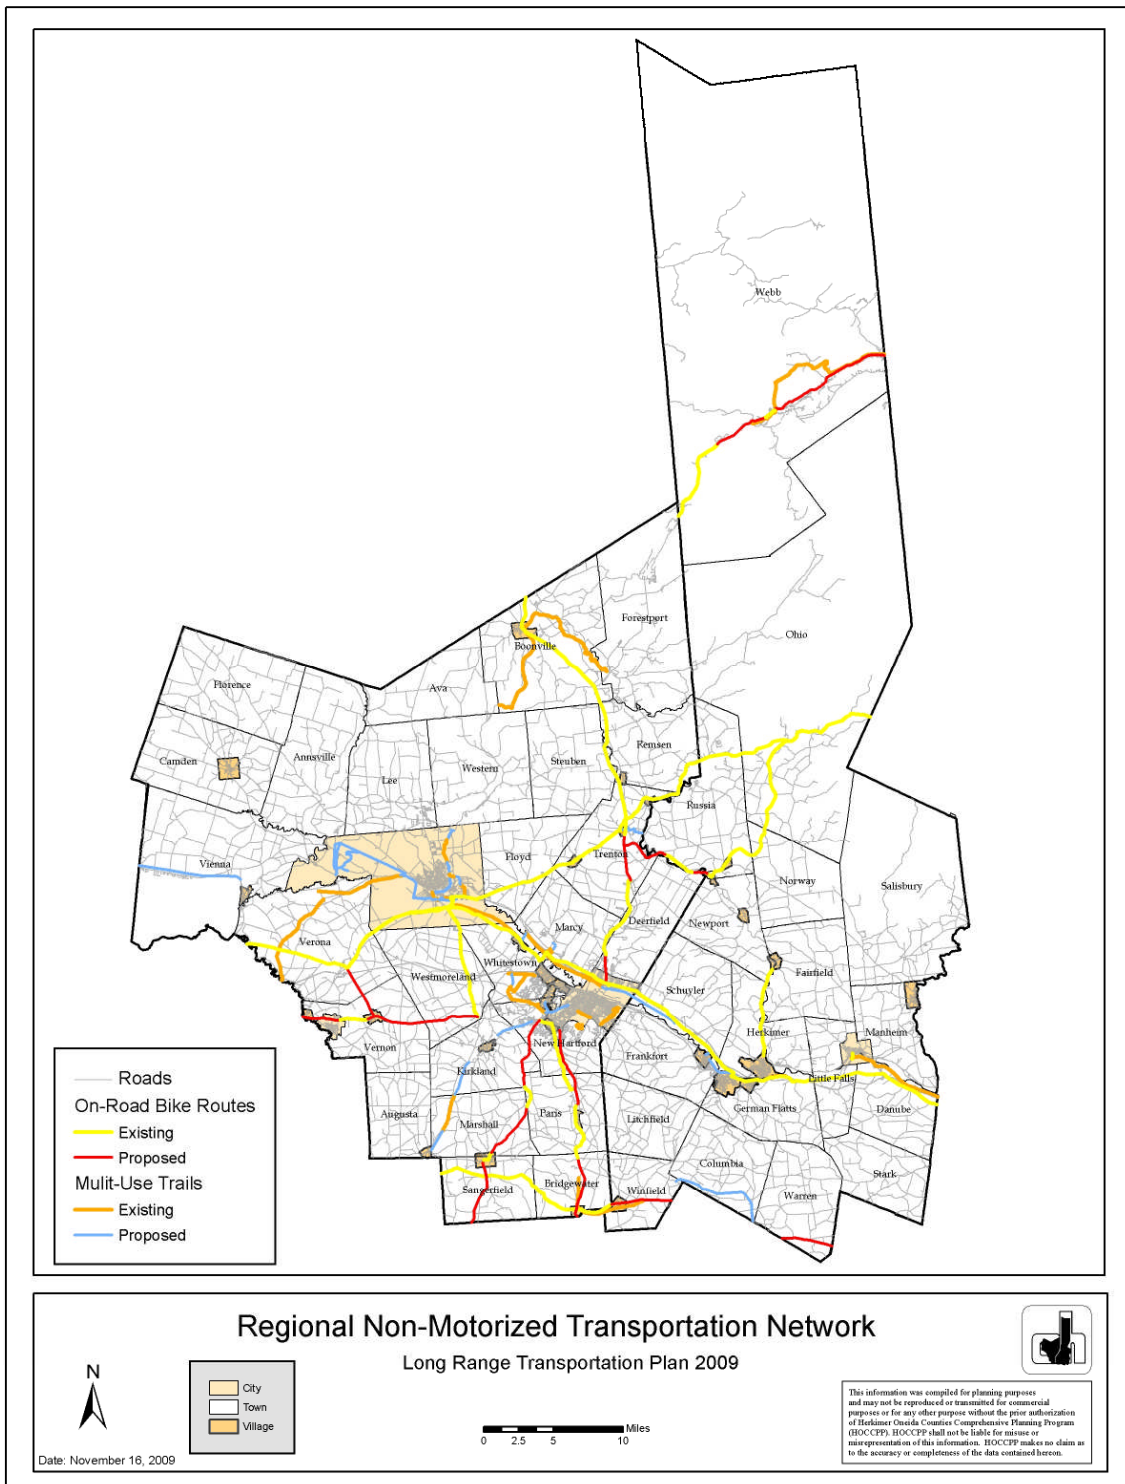 Webb
Ohio
Forestport
Boonville
Ava
Florence
Camden
Annsville
Lee
Western
Steuben
Remsen
Russia
Vienna
Floyd
Trenton
Norway
Salisbury
Verona
Marcy
Deerfield
Newport
Westmoreland
Whitestown
Schuyler
Fairfield
Vernon
New Hartford
Frankfort
Herkimer
Manheim
Kirkland
Little Falls
Augusta
Marshall
Paris
Litchfield
German Flatts
Danube
Columbia
Stark
Sangerfield
Bridgewater
Winfield
Warren
Roads
On-Road Bike Routes
Existing
Proposed
Mulit-Use Trails
Existing
Proposed
Regional Non-Motorized Transportation Network
Long Range Transportation Plan 2009
N
City
Town
Village
Miles
0 2.5 5 10
Date: November 16, 2009
This information was compiled for planning purposes
and may not be reproduced or transmitted for commercial
purposes or for any other purpose without the prior authorization
of Herkimer Oneida Counties Comprehensive Planning Program
(HOCCPP). HOCCPP shall not be liable for misuse or
misrepresentation of this information. HOCCPP makes no claim as
to the accuracy or completeness of the data contained hereon.